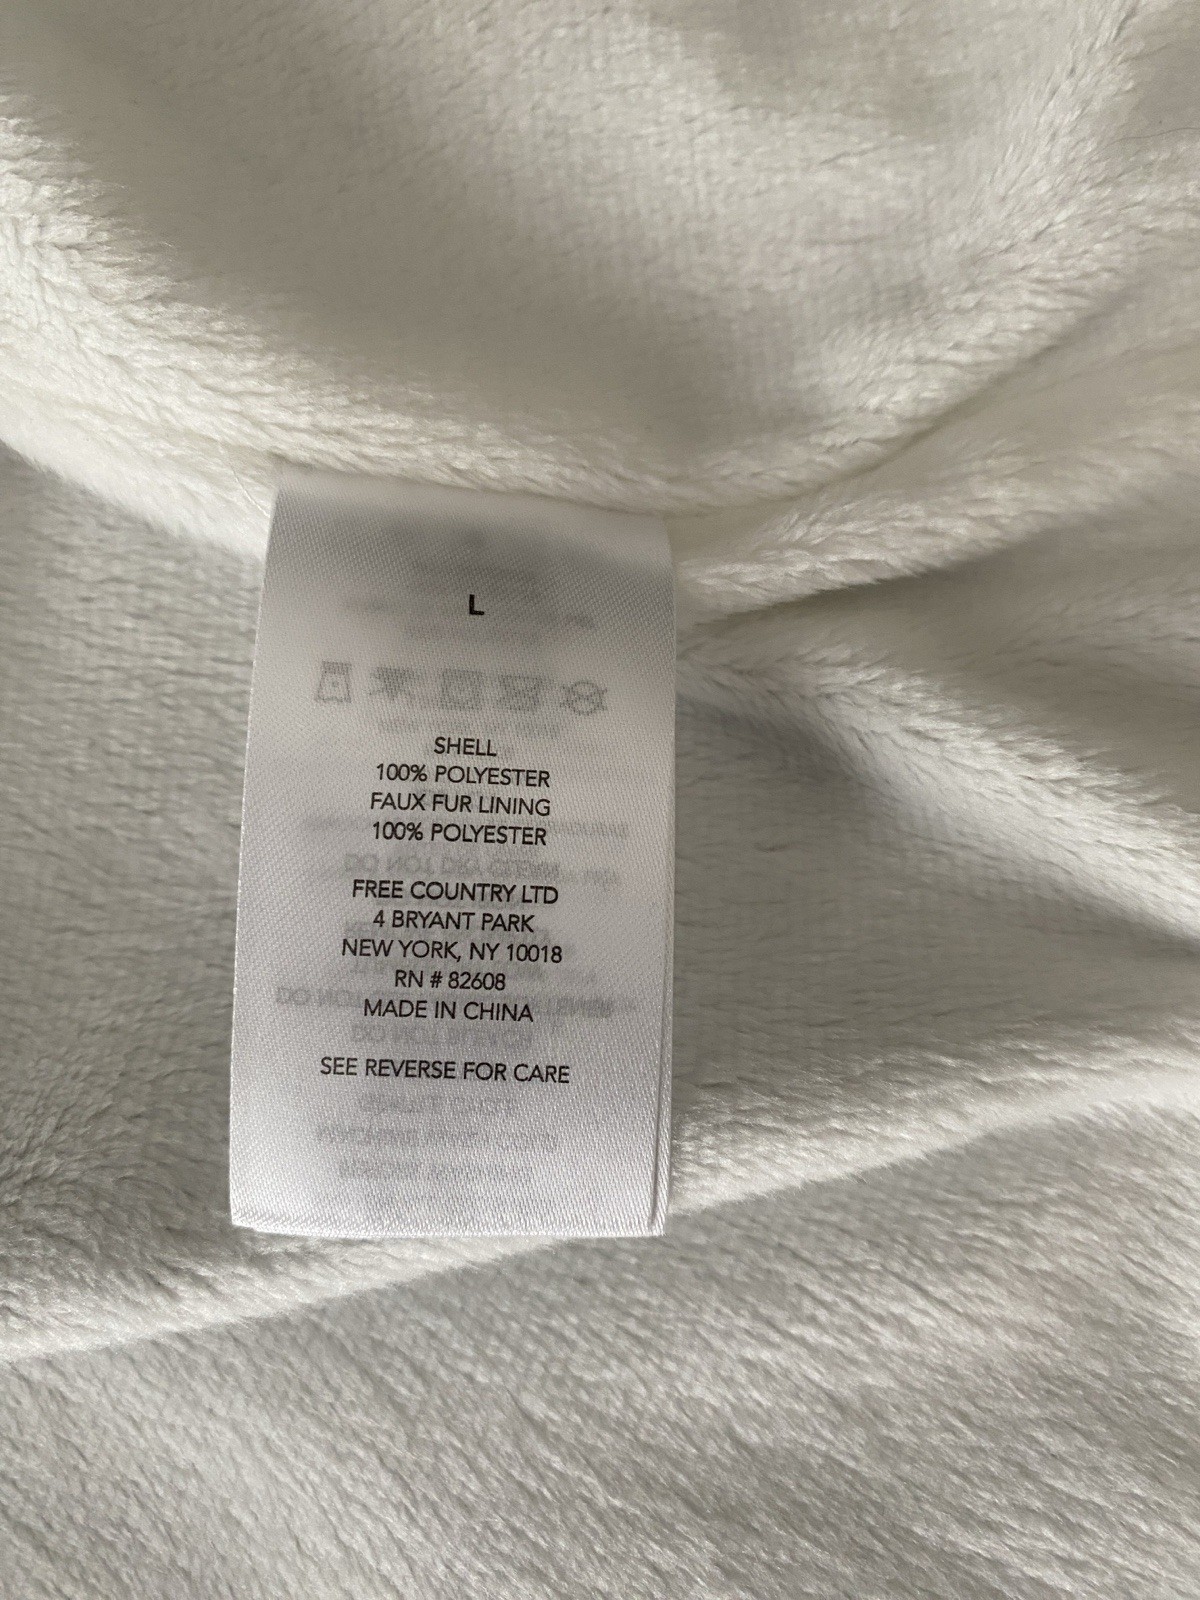 L
SHELL
100% POLYESTER
FAUX FUR LINING
100% POLYESTER
FREE COUNTRY LTD
4 BRYANT PARK
NEW YORK, NY 10018
RN # 82608
MADE IN CHINA
SEE REVERSE FOR CARE